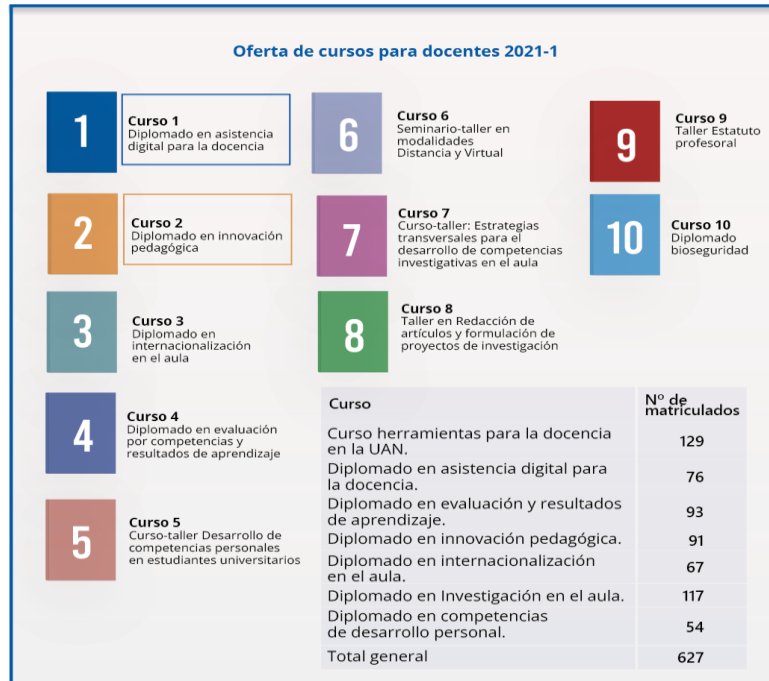 Oferta de cursos para docentes 2021-1
1
Curso 1
Diplomado en asistencia
digital para la docencia
2
Curso 2
Diplomado en innovación
pedagógica
3
Curso 3
Diplomado en
internacionalización
en el aula
4
Curso 4
Diplomado en evaluación
por competencias y
resultados de aprendizaje
5
Curso 5
Curso-taller Desarrollo de
competencias personales
en estudiantes universitarios
6
Curso 6
Seminario-taller en
modalidades
Distancia y Virtual
7
Curso 7
Curso-taller: Estrategias
transversales para el
desarrollo de competencias
investigativas en el aula
8
Curso 8
Taller en Redacción de
artículos y formulación de
proyectos de investigación
9
Curso 9
Taller Estatuto
profesoral
10
Curso 10
Diplomado
bioseguridad
Curso
Nº de
matriculados
Curso herramientas para la docencia
en la UAN.
129
Diplomado en asistencia digital para
la docencia.
76
Diplomado en evaluación y resultados
de aprendizaje.
93
Diplomado en innovación pedagógica.
91
Diplomado en internacionalización
en el aula.
67
Diplomado en Investigación en el aula.
117
Diplomado en competencias
de desarrollo personal.
54
Total general
627